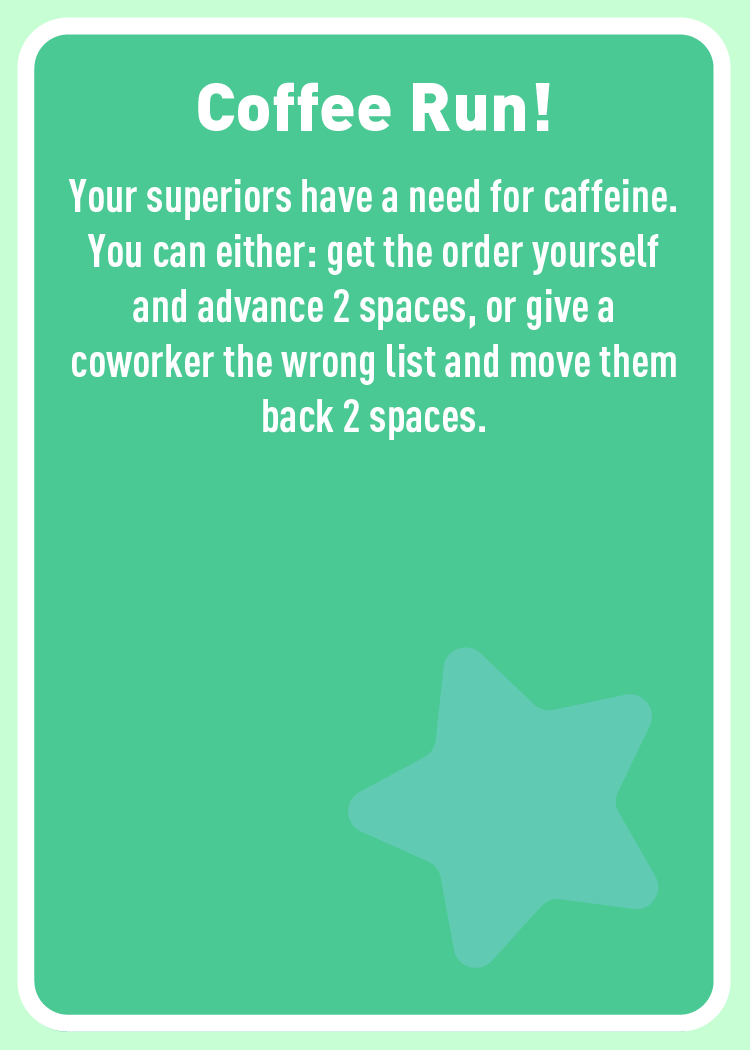 Coffee Run!
Your superiors have a need for caffeine.
You can either: get the order yourself
and advance 2 spaces, or give a
coworker the wrong list and move them
back 2 spaces.